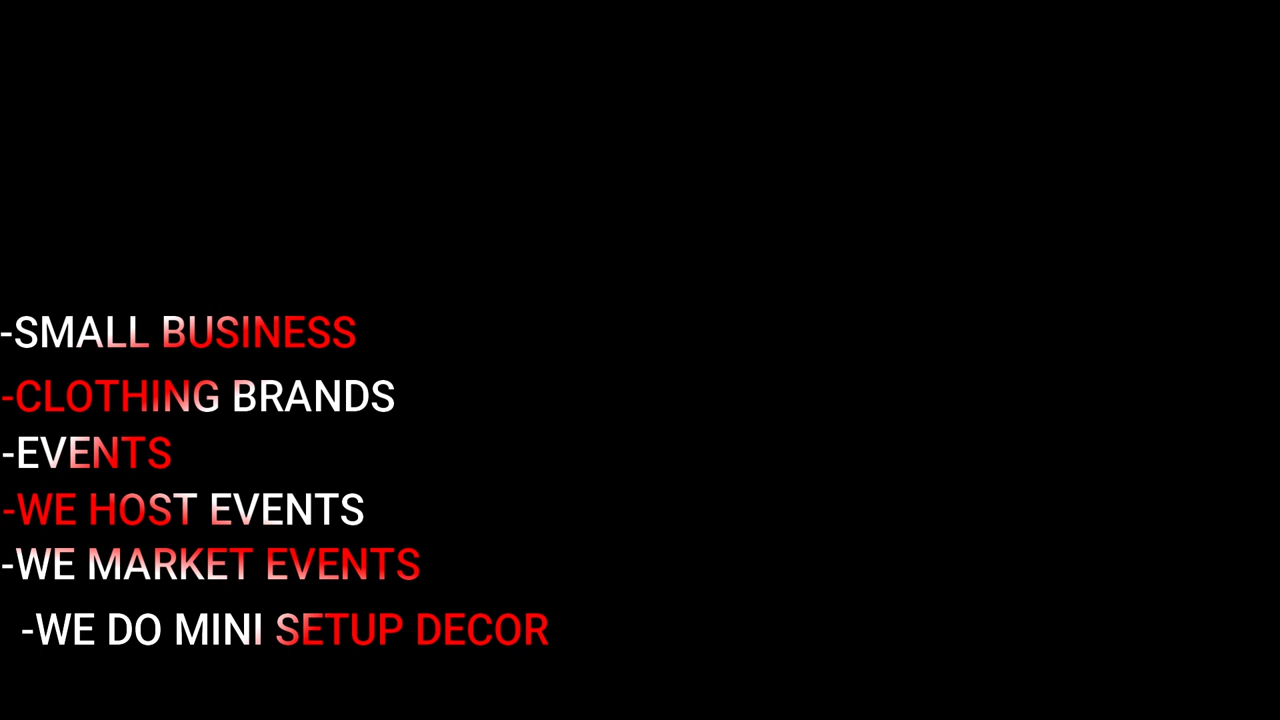 -SMALL BUSINESS
-CLOTHING BRANDS
-EVENTS
-WE HOST EVENTS
-WE MARKET EVENTS
-WE DO MINI SETUP DECOR